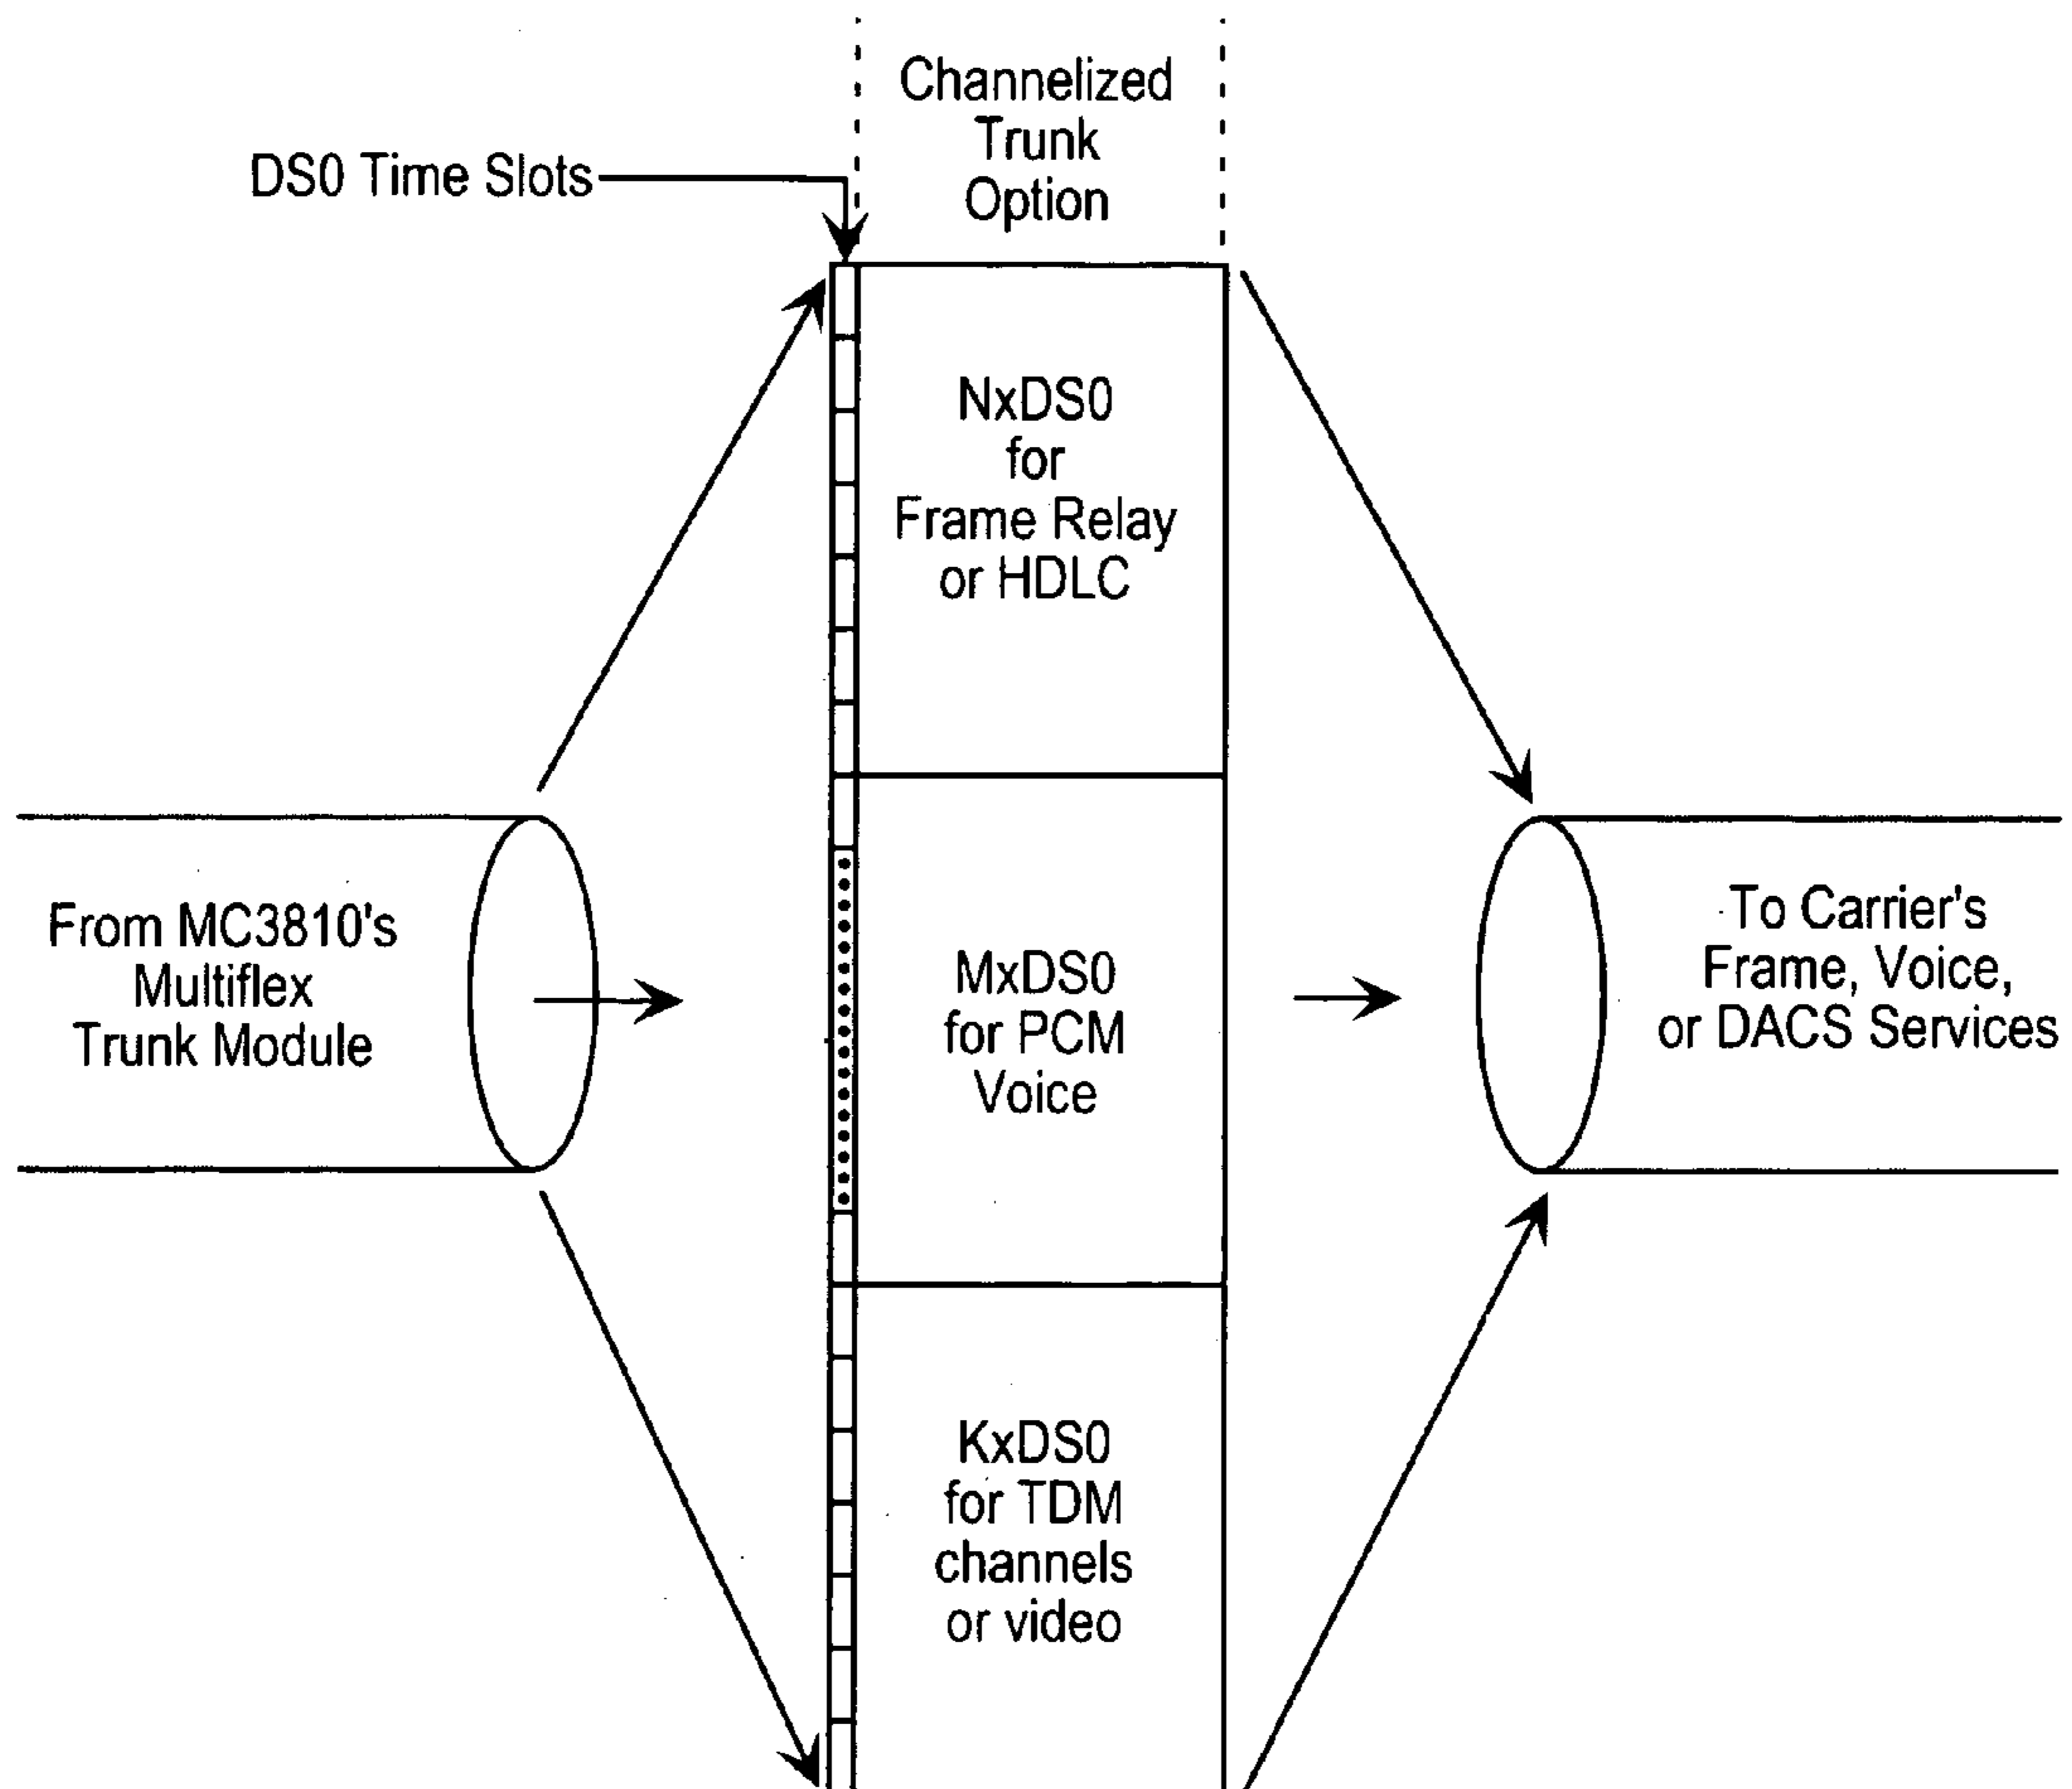 Channelized
Trunk
Option
DS0 Time Slots
NxDS0
for
Frame Relay
or HDLC
From MC3810's
Multiflex
Trunk Module
MxDS0
for PCM
Voice
To Carrier's
Frame, Voice,
or DACS Services
KxDS0
for TDM
channels
or video